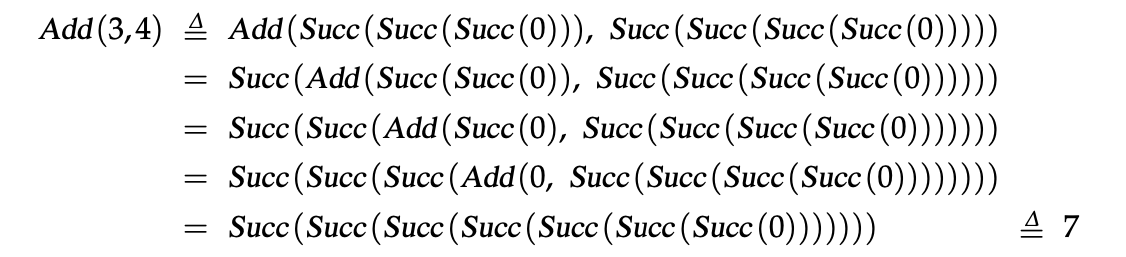 Add(3,4) ≜ Add(Succ(Succ(Succ(0))), Succ(Succ(Succ(Succ(0)))))
= Succ(Add(Succ(Succ(0)), Succ(Succ(Succ(Succ(0))))))
= Succ(Succ(Add(Succ(0), Succ(Succ(Succ(Succ(0)))))))
= Succ(Succ(Succ(Add(0, Succ(Succ(Succ(Succ(0))))))))
= Succ(Succ(Succ(Succ(Succ(Succ(Succ(0))))))) ≜ 7